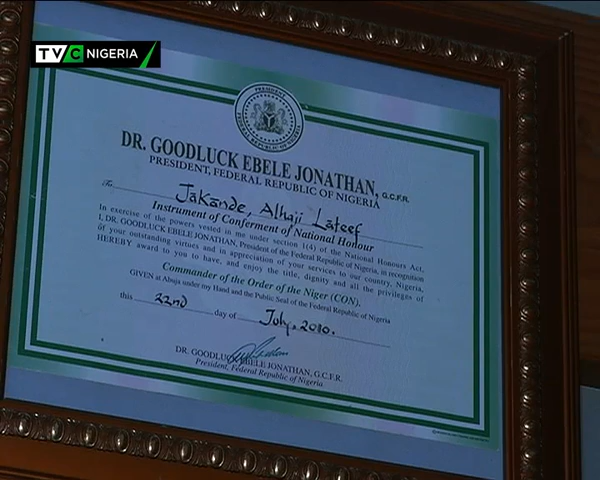 TVC NIGERIA
DR. GOODLUCK EBELE JONATHAN, G.C.F.R.
PRESIDENT, FEDERAL REPUBLIC OF NIGERIA
To Jakande, Alhaji Lateef
Instrument of Conferment of National Honour
In exercise of the powers vested in me under section 1(4) of the National Honours Act,
I, DR. GOODLUCK EBELE JONATHAN, President of the Federal Republic of Nigeria, in recognition
of your outstanding virtues and in appreciation of your services to our country, Nigeria,
HEREBY award to you to have, and enjoy the title, dignity and all the privileges of
Commander of the Order of the Niger (CON).
GIVEN at Abuja under my Hand and the Public Seal of the Federal Republic of Nigeria
this 22nd day of July, 2010.
DR. GOODLUCK EBELE JONATHAN, G.C.F.R.
President, Federal Republic of Nigeria